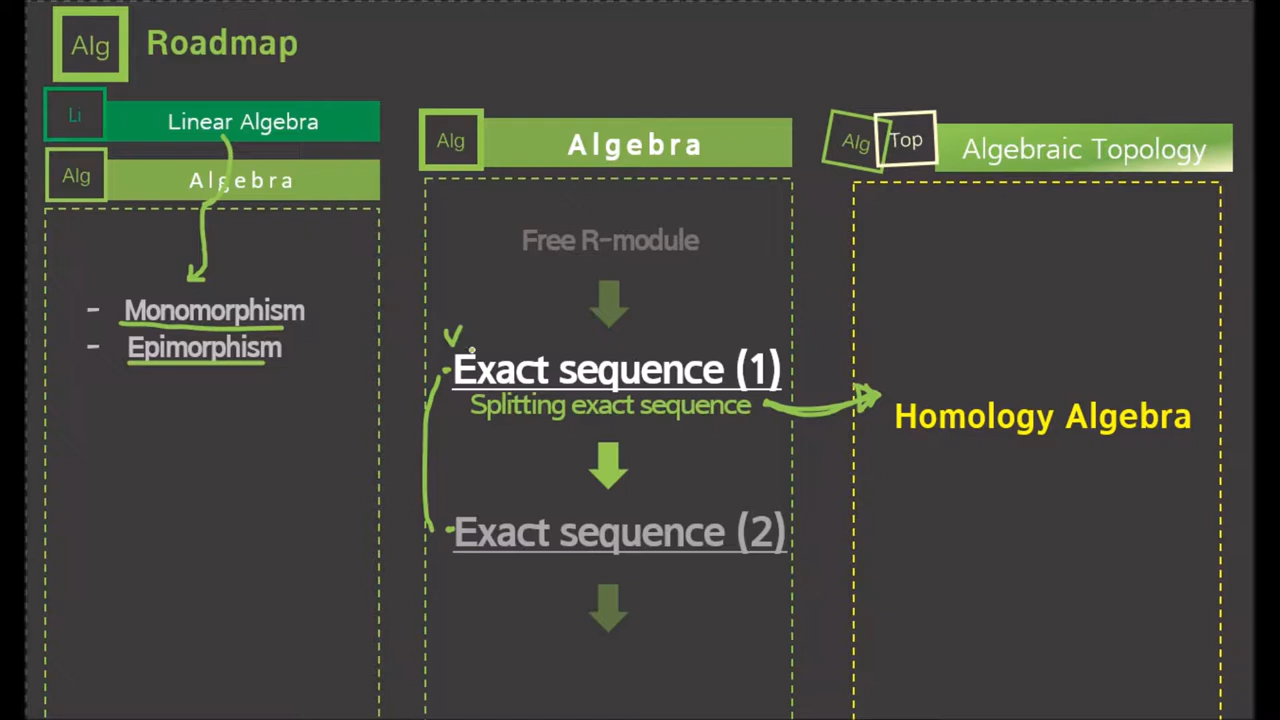 Alg
Roadmap
Li
Linear Algebra
Alg
Algebra
- Monomorphism
- Epimorphism
Alg
Algebra
Free R-module
Exact sequence (1)
Splitting exact sequence
Exact sequence (2)
Alg
Top
Algebraic Topology
Homology Algebra